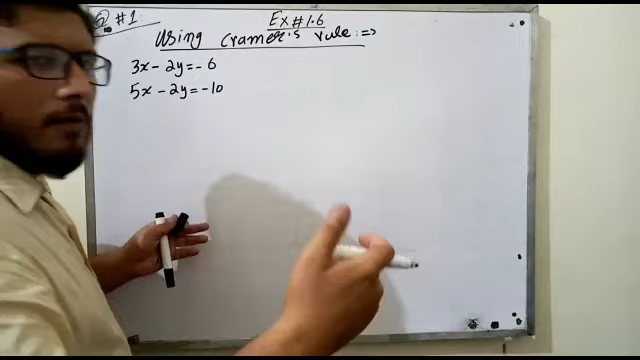 Q #1: Ex#1.6
Using Cramer's rule :=>
3x - 2y = - 6
5x - 2y = -10